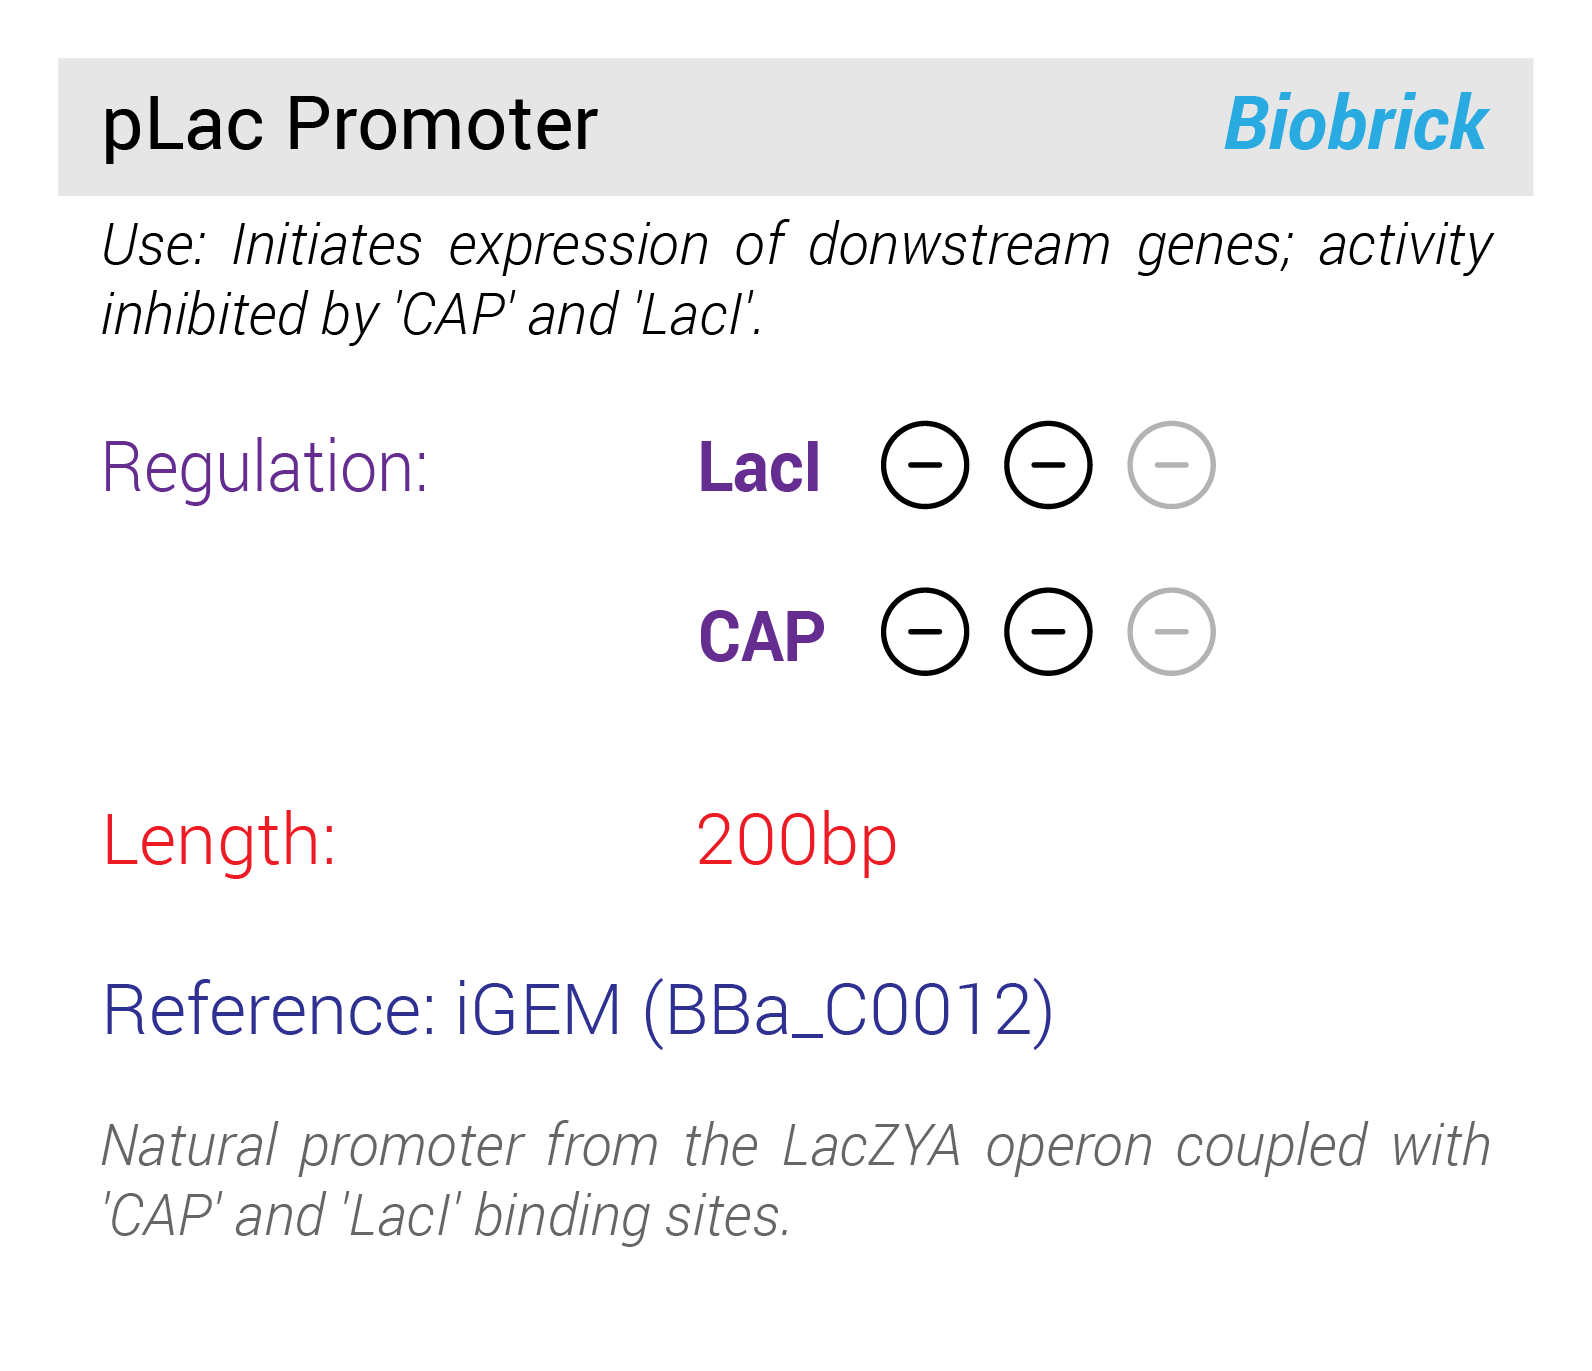 pLac Promoter Biobrick
Use: Initiates expression of donwstream genes; activity
inhibited by 'CAP' and 'LacI'.
Regulation: LacI
CAP
Length: 200bp
Reference: iGEM (BBa_C0012)
Natural promoter from the LacZYA operon coupled with
'CAP' and 'LacI' binding sites.